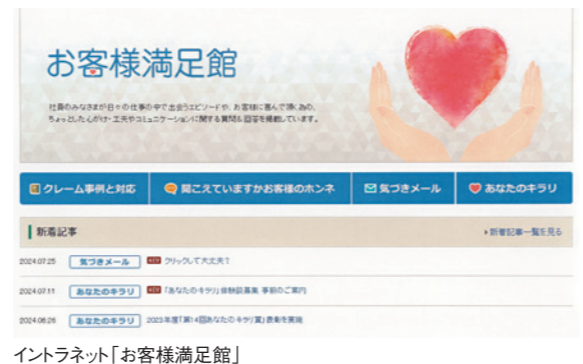 お客様満足館
社員のみなさまが日々の仕事の中で出会うエピソードや、お客様に喜んで頂く為の、
ちょっとした心がけ・工夫やコミュニケーションに関する質問&回答を掲載しています。
クレーム事例と対応
聞こえていますかお客様のホンネ
気づきメール
あなたのキラリ
新着記事
新着記事一覧を見る
2024.07.25 気づきメール クリックして大丈夫?
2024.07.11 あなたのキラリ 「あなたのキラリ」体験談募集 事前のご案内
2024.06.26 あなたのキラリ 2023年度「第14回あなたのキラリ賞」表彰を実施
イントラネット「お客様満足館」